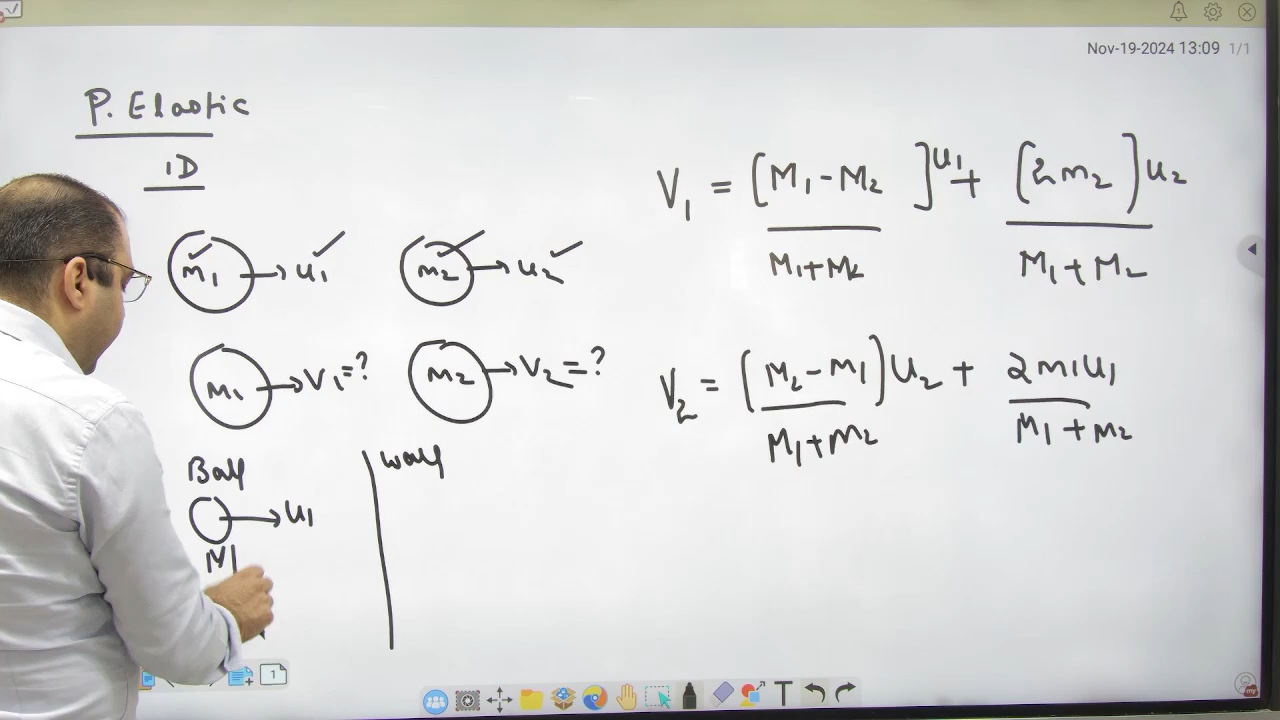 Nov-19-2024 13:09 1/1
P. Elastic
1D
m1 → u1
m2 → u2
V1 = [M1 - M2]u1 + (2m2)u2
M1+M2 M1+M2
M1 → V1 = ?
M2 → V2 = ?
V2 = (M2 - M1)U2 + 2m1u1
M1+M2 M1+M2
Ball
Wall
→ U1
M1
1
T